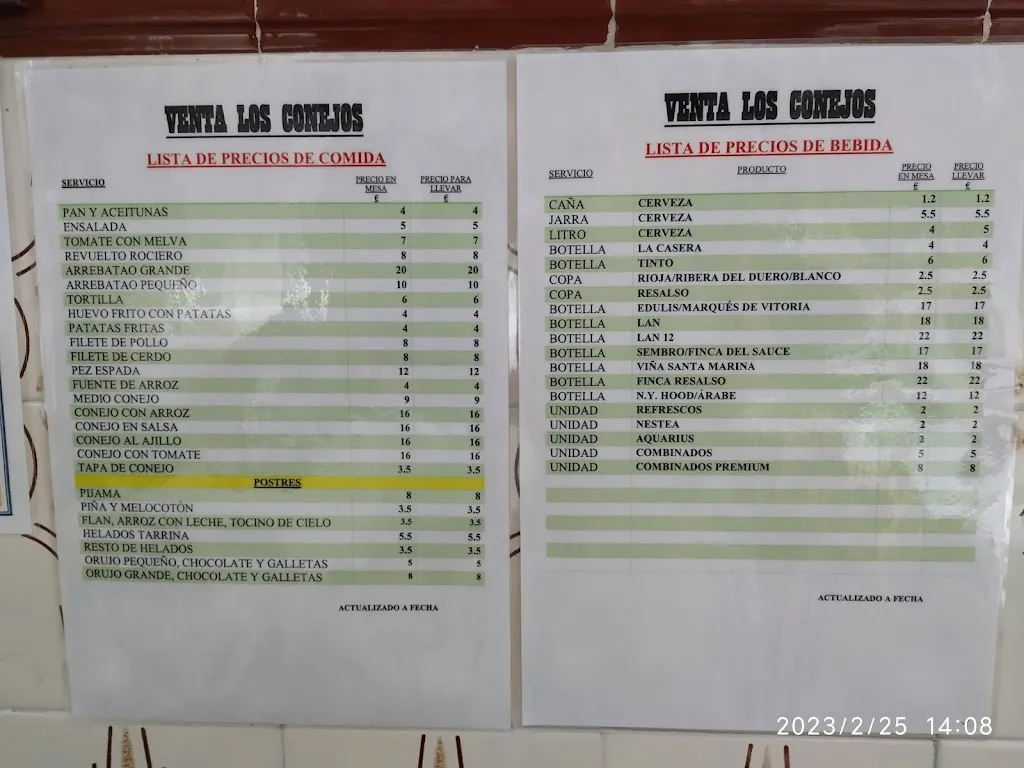 VENTA LOS CONEJOS
LISTA DE PRECIOS DE COMIDA
SERVICIO PRECIO EN MESA € PRECIO PARA LLEVAR €
PAN Y ACEITUNAS 4 4
ENSALADA 5 5
TOMATE CON MELVA 7 7
REVUELTO ROCIERO 8 8
ARREBATAO GRANDE 20 20
ARREBATAO PEQUEÑO 10 10
TORTILLA 6 6
HUEVO FRITO CON PATATAS 4 4
PATATAS FRITAS 4 4
FILETE DE POLLO 8 8
FILETE DE CERDO 8 8
PEZ ESPADA 12 12
FUENTE DE ARROZ 4 4
MEDIO CONEJO 9 9
CONEJO CON ARROZ 16 16
CONEJO EN SALSA 16 16
CONEJO AL AJILLO 16 16
CONEJO CON TOMATE 16 16
TAPA DE CONEJO 3.5 3.5
POSTRES
PIJAMA 8 8
PIÑA Y MELOCOTÓN 3.5 3.5
FLAN, ARROZ CON LECHE, TOCINO DE CIELO 3.5 3.5
HELADOS TARRINA 5.5 5.5
RESTO DE HELADOS 3.5 3.5
ORUJO PEQUEÑO, CHOCOLATE Y GALLETAS 5 5
ORUJO GRANDE, CHOCOLATE Y GALLETAS 8 8
ACTUALIZADO A FECHA
VENTA LOS CONEJOS
LISTA DE PRECIOS DE BEBIDA
SERVICIO PRODUCTO PRECIO EN MESA € PRECIO LLEVAR €
CAÑA CERVEZA 1.2 1.2
JARRA CERVEZA 5.5 5.5
LITRO CERVEZA 4 5
BOTELLA LA CASERA 4 4
BOTELLA TINTO 6 6
COPA RIOJA/RIBERA DEL DUERO/BLANCO 2.5 2.5
COPA RESALSO 2.5 2.5
BOTELLA EDULIS/MARQUÉS DE VITORIA 17 17
BOTELLA LAN 18 18
BOTELLA LAN 12 22 22
BOTELLA SEMBRO/FINCA DEL SAUCE 17 17
BOTELLA VIÑA SANTA MARINA 18 18
BOTELLA FINCA RESALSO 22 22
BOTELLA N.Y. HOOD/ÁRABE 12 12
UNIDAD REFRESCOS 2 2
UNIDAD NESTEA 2 2
UNIDAD AQUARIUS 2 2
UNIDAD COMBINADOS 5 5
UNIDAD COMBINADOS PREMIUM 8 8
ACTUALIZADO A FECHA
2023/2/25 14:08